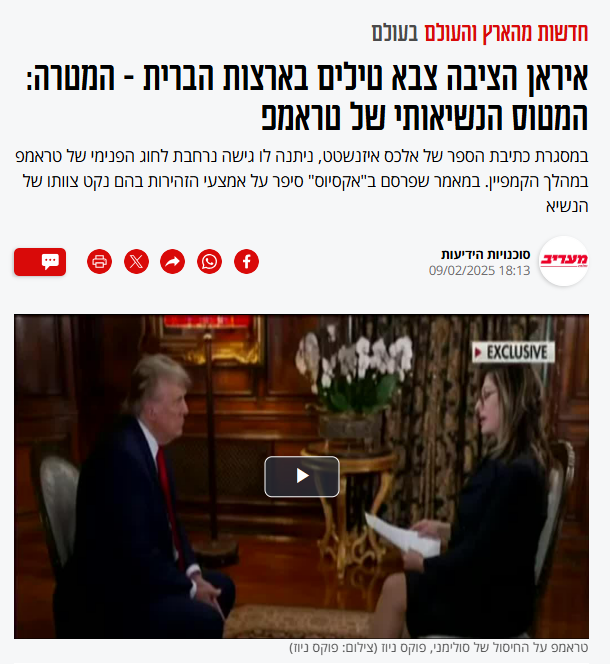 חדשות מהארץ והעולם בעולם
איראן הציבה צבא טילים בארצות הברית - המטרה:
המטוס הנשיאותי של טראמפ
במסגרת כתיבת הספר של אלכס איזנשטט, ניתנה לו גישה נרחבת לחוג הפנימי של טראמפ
במהלך הקמפיין. במאמר שפרסם ב"אקסיוס" סיפר על אמצעי הזהירות בהם נקט צוותו של
הנשיא
מעריב
סוכנויות הידיעות
18:13 09/02/2025
EXCLUSIVE
טראמפ על החיסול של סולימני, פוקס ניוז (צילום: פוקס ניוז)